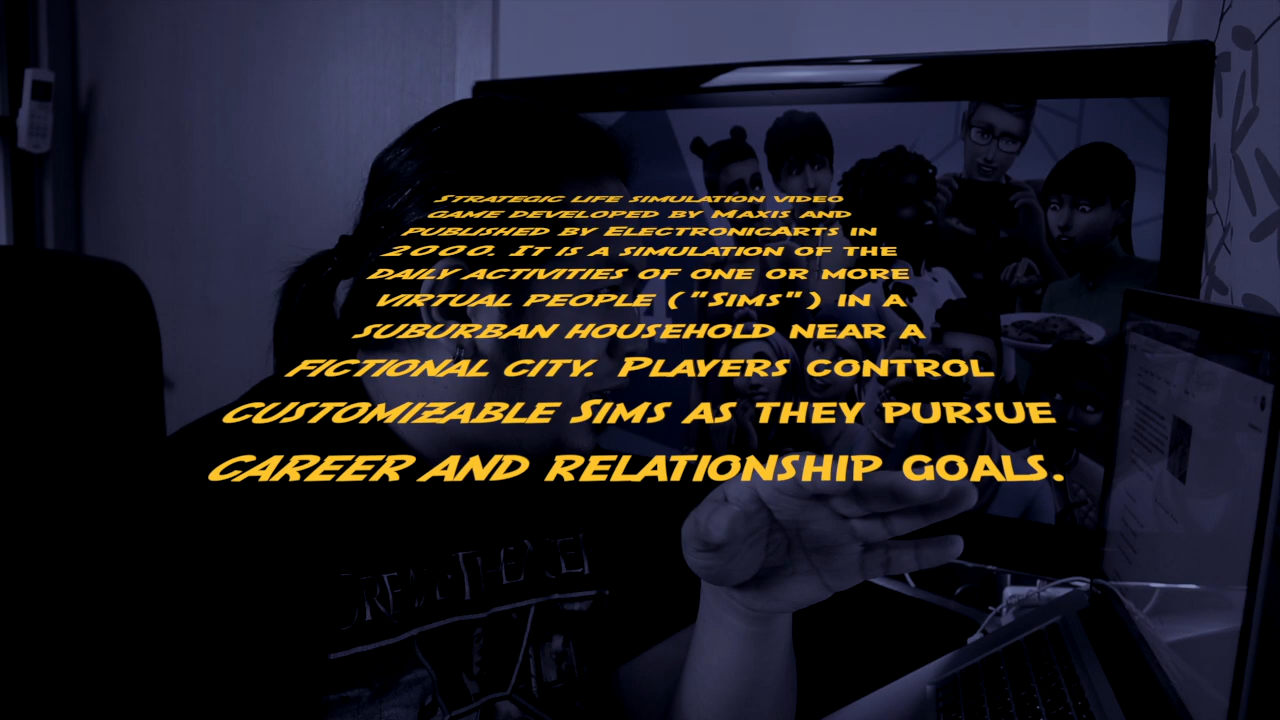 Strategic life simulation video
game developed by Maxis and
published by ElectronicArts in
2000. It is a simulation of the
daily activities of one or more
virtual people ("Sims") in a
suburban household near a
fictional city. Players control
customizable Sims as they pursue
career and relationship goals.